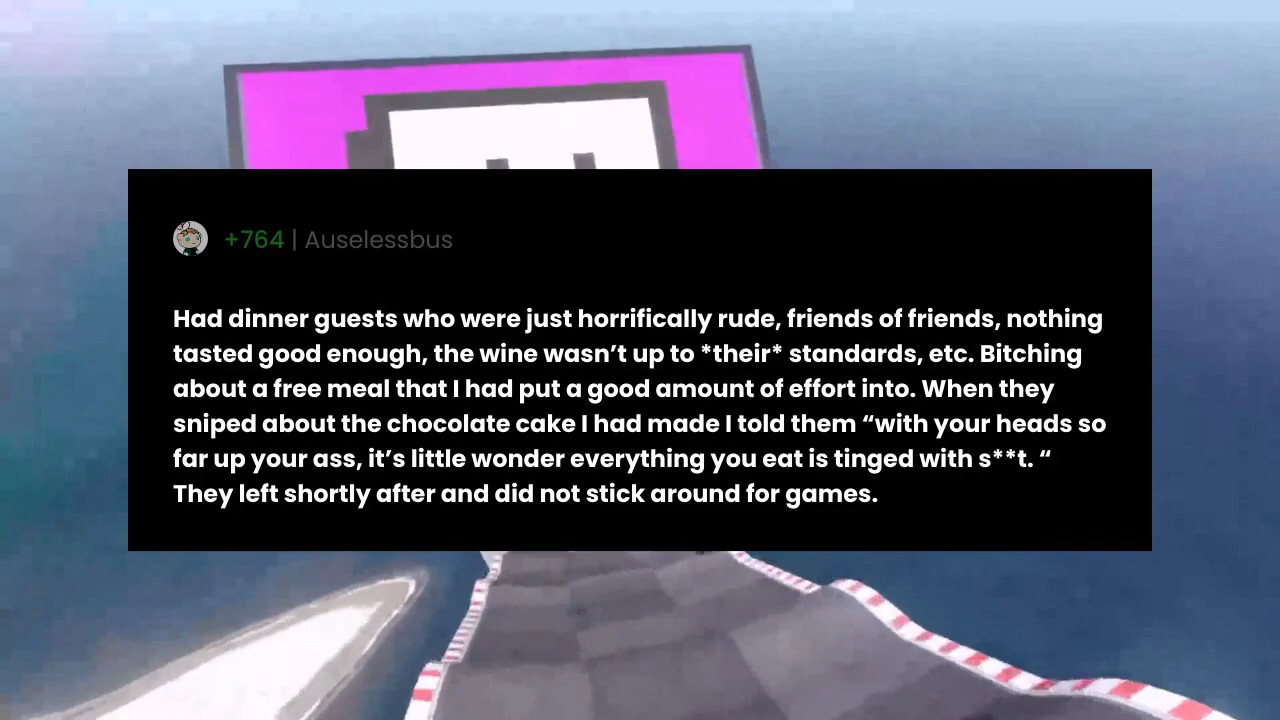 +764 | Auselessbus
Had dinner guests who were just horrifically rude, friends of friends, nothing
tasted good enough, the wine wasn’t up to *their* standards, etc. Bitching
about a free meal that I had put a good amount of effort into. When they
sniped about the chocolate cake I had made I told them “with your heads so
far up your ass, it’s little wonder everything you eat is tinged with s**t. “
They left shortly after and did not stick around for games.